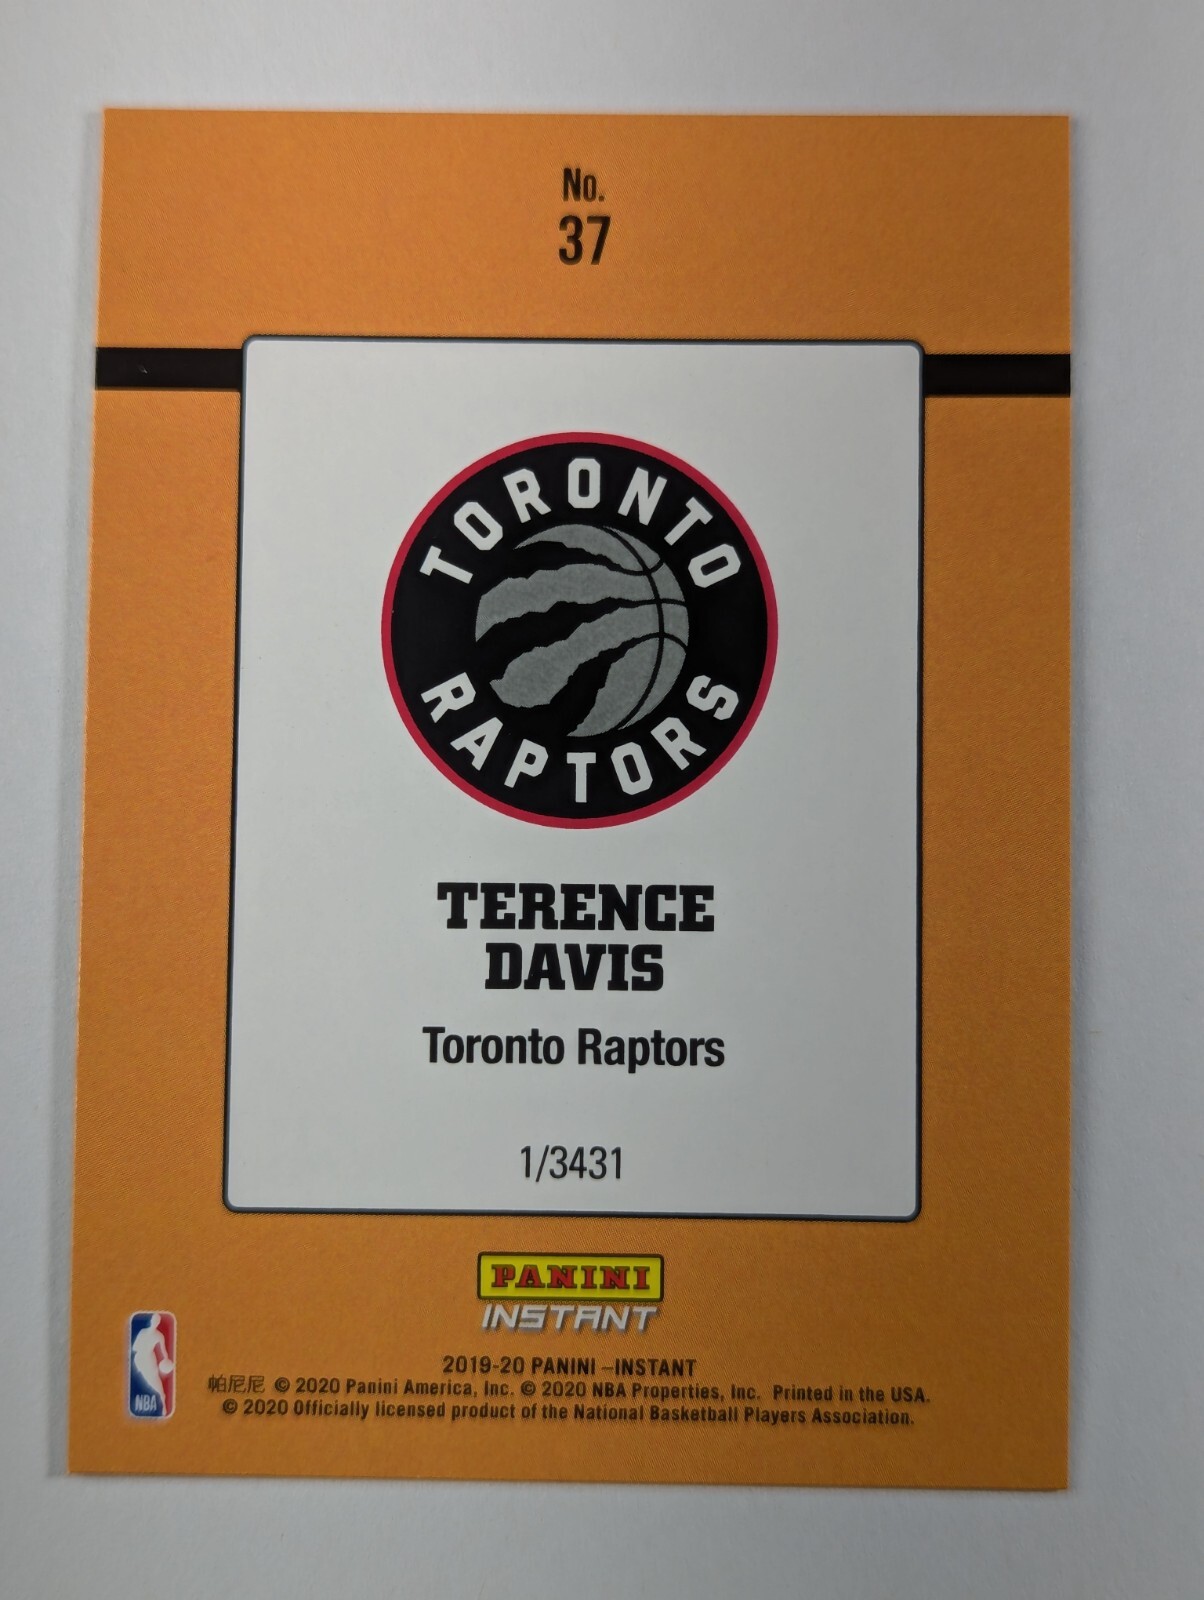 No.
37
TORONTO
RAPTORS
TERENCE
DAVIS
Toronto Raptors
1/3431
PANINI
INSTANT
2019-20 PANINI –INSTANT
帕尼尼 © 2020 Panini America, Inc. © 2020 NBA Properties, Inc. Printed in the USA.
© 2020 Officially licensed product of the National Basketball Players Association.
NBA